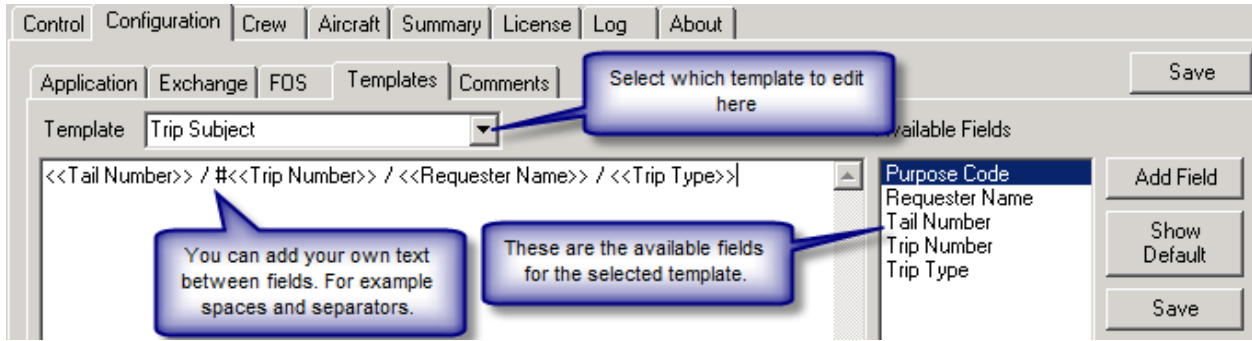 Control Configuration Crew Aircraft Summary License Log About
Application Exchange FOS Templates Comments
Save
Select which template to edit
here
Template Trip Subject
Available Fields
<<Tail Number>> / #<<Trip Number>> / <<Requester Name>> / <<Trip Type>>
Purpose Code
Requester Name
Tail Number
Trip Number
Trip Type
Add Field
Show
Default
Save
You can add your own text
between fields. For example
spaces and separators.
These are the available fields
for the selected template.